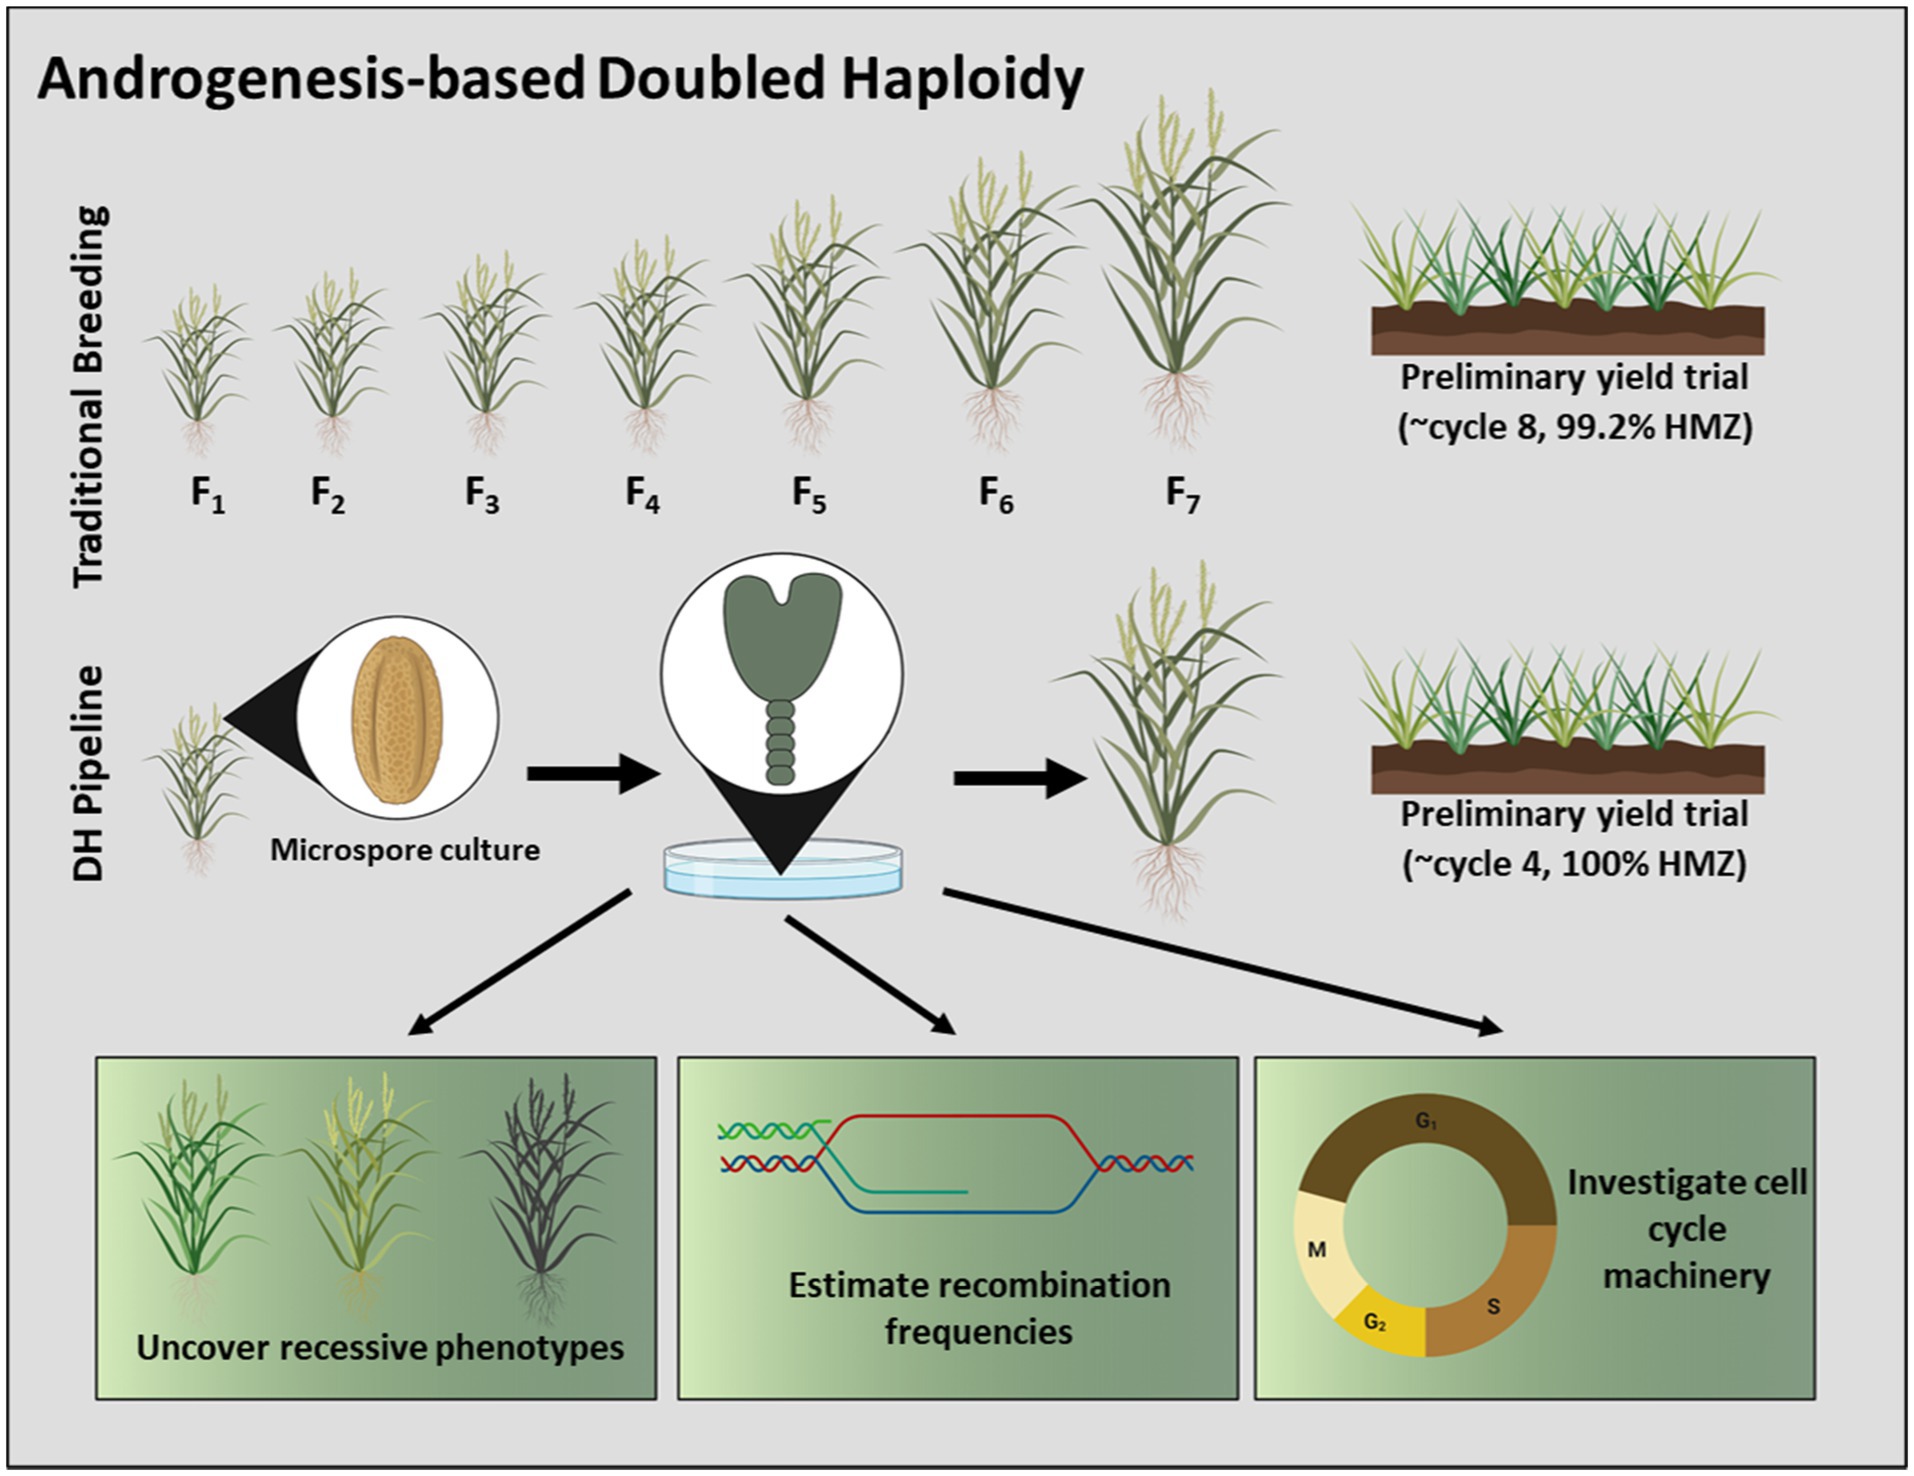 Androgenesis-based Doubled Haploidy
Traditional Breeding
F₁ F₂ F₃ F₄ F₅ F₆ F₇
Preliminary yield trial
(~cycle 8, 99.2% HMZ)
DH Pipeline
Microspore culture
Preliminary yield trial
(~cycle 4, 100% HMZ)
Uncover recessive phenotypes
Estimate recombination
frequencies
G₁
M
G₂
S
Investigate cell
cycle
machinery